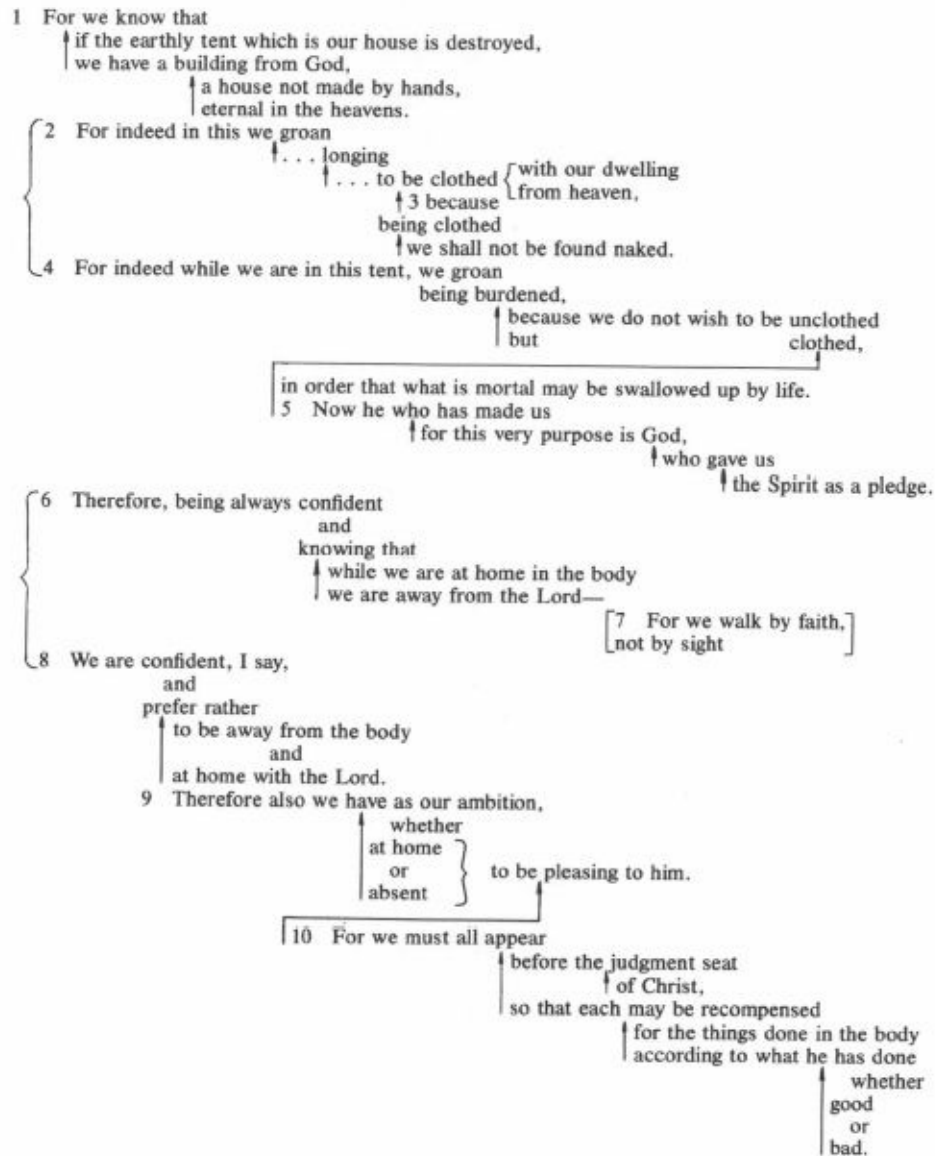 1 For we know that
if the earthly tent which is our house is destroyed,
we have a building from God,
a house not made by hands,
eternal in the heavens.
2 For indeed in this we groan
. . . longing
. . . to be clothed with our dwelling
from heaven,
3 because
being clothed
we shall not be found naked.
4 For indeed while we are in this tent, we groan
being burdened,
because we do not wish to be unclothed
but clothed,
in order that what is mortal may be swallowed up by life.
5 Now he who has made us
for this very purpose is God,
who gave us
the Spirit as a pledge.
6 Therefore, being always confident
and
knowing that
while we are at home in the body
we are away from the Lord—
7 For we walk by faith,
not by sight
8 We are confident, I say,
and
prefer rather
to be away from the body
and
at home with the Lord.
9 Therefore also we have as our ambition,
whether
at home
or
absent
to be pleasing to him.
10 For we must all appear
before the judgment seat
of Christ,
so that each may be recompensed
for the things done in the body
according to what he has done
whether
good
or
bad.